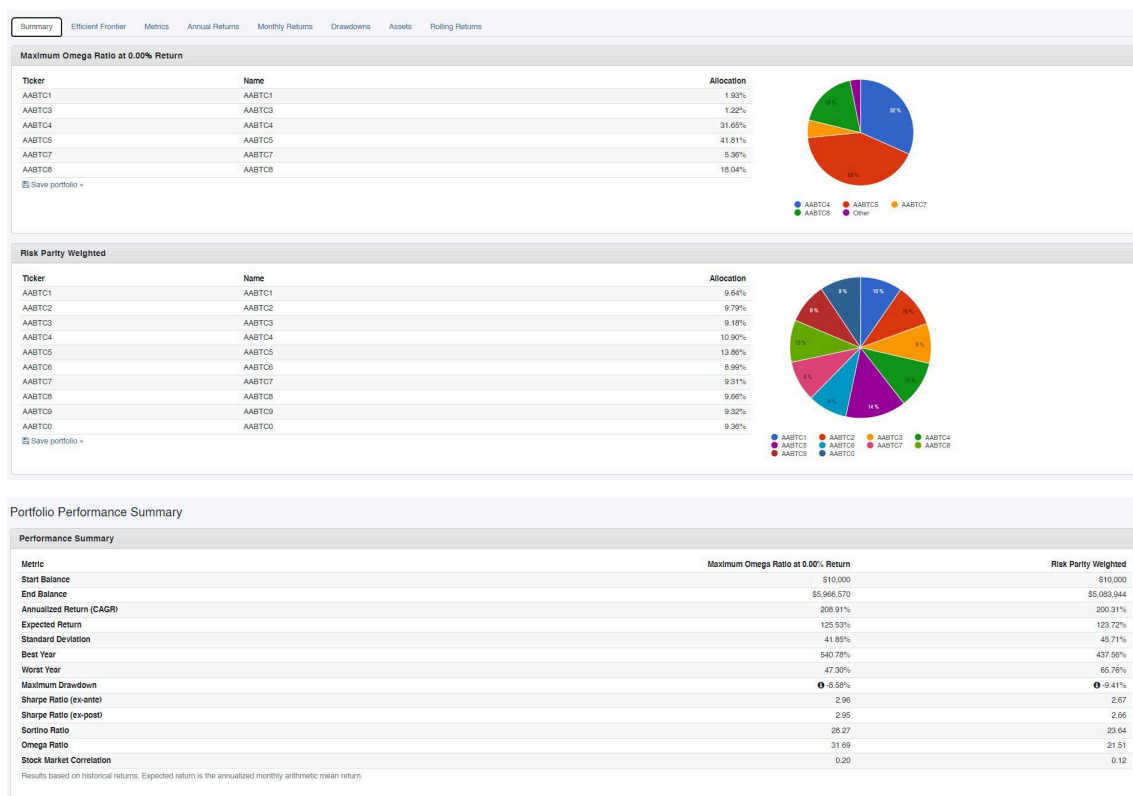 Summary Efficient Frontier Metrics Annual Returns Monthly Returns Drawdowns Assets Rolling Returns
Maximum Omega Ratio at 0.00% Return
Ticker Name Allocation
AABTC1 AABTC1 1.93%
AABTC3 AABTC3 1.22%
AABTC4 AABTC4 31.65%
AABTC5 AABTC5 41.81%
AABTC7 AABTC7 5.36%
AABTC8 AABTC8 18.04%
Save portfolio »
32 %
42 %
18 %
AABTC4 AABTC5 AABTC7
AABTC8 Other
Risk Parity Weighted
Ticker Name Allocation
AABTC1 AABTC1 9.64%
AABTC2 AABTC2 9.79%
AABTC3 AABTC3 9.18%
AABTC4 AABTC4 10.90%
AABTC5 AABTC5 13.86%
AABTC6 AABTC6 8.99%
AABTC7 AABTC7 9.31%
AABTC8 AABTC8 9.66%
AABTC9 AABTC9 9.32%
AABTC0 AABTC0 9.36%
Save portfolio »
9 % 10 %
9 % 10 %
10 % 9 %
9 % 11 %
9 % 14 %
AABTC1 AABTC2 AABTC3 AABTC4
AABTC5 AABTC6 AABTC7 AABTC8
AABTC9 AABTC0
Portfolio Performance Summary
Performance Summary
Metric Maximum Omega Ratio at 0.00% Return Risk Parity Weighted
Start Balance $10,000 $10,000
End Balance $5,966,570 $5,083,944
Annualized Return (CAGR) 208.91% 200.31%
Expected Return 125.53% 123.72%
Standard Deviation 41.85% 45.71%
Best Year 540.78% 437.56%
Worst Year 47.30% 65.76%
Maximum Drawdown -8.58% -9.41%
Sharpe Ratio (ex-ante) 2.96 2.67
Sharpe Ratio (ex-post) 2.95 2.66
Sortino Ratio 28.27 23.64
Omega Ratio 31.69 21.51
Stock Market Correlation 0.20 0.12
Results based on historical returns. Expected return is the annualized monthly arithmetic mean return.